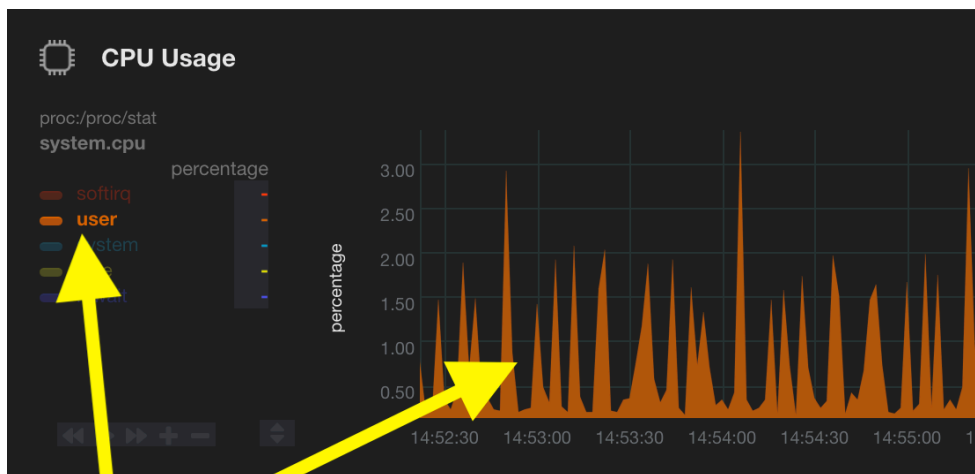 CPU Usage
proc:/proc/stat
system.cpu
percentage
softirq
user
system
percentage
3.00
2.50
2.00
1.50
1.00
0.50
14:52:30 14:53:00 14:53:30 14:54:00 14:54:30 14:55:00